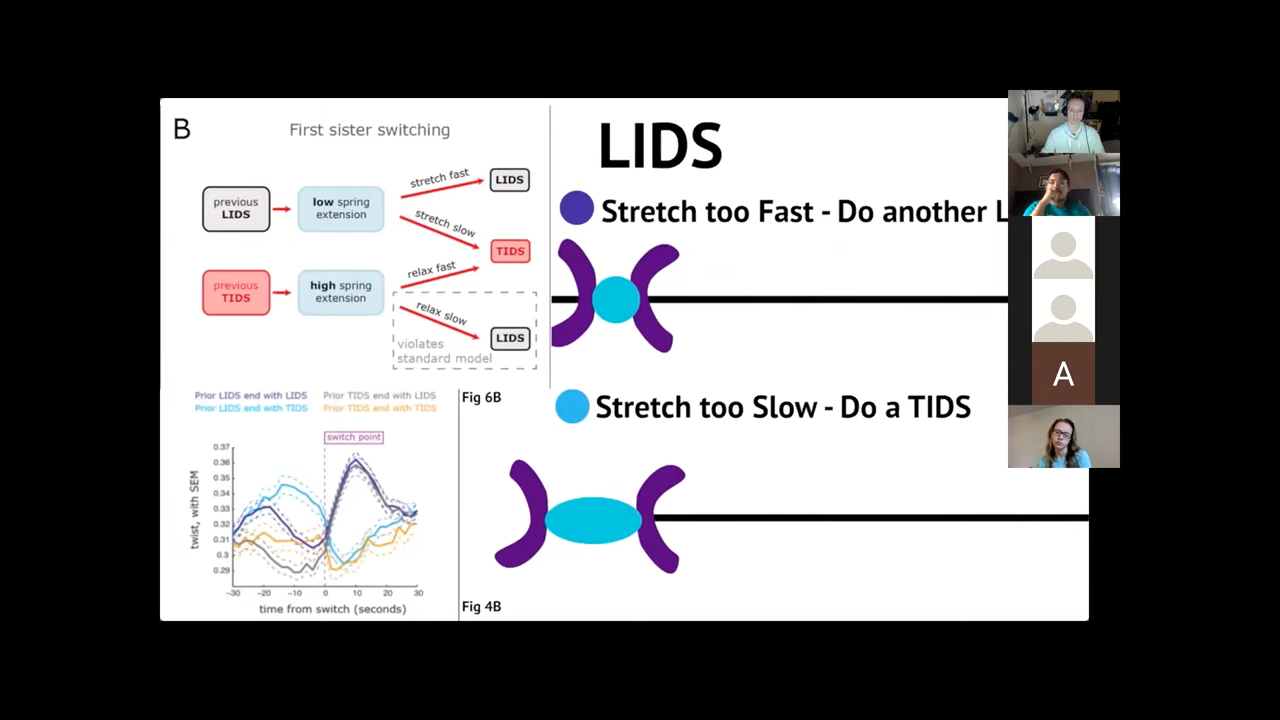 B
First sister switching
previous
LIDS
low spring
extension
stretch fast
LIDS
stretch slow
TIDS
previous
TIDS
high spring
extension
relax fast
relax slow
LIDS
violates
standard model
LIDS
Stretch too Fast - Do another L
Stretch too Slow - Do a TIDS
Prior LIDS end with LIDS
Prior TIDS end with LIDS
Prior LIDS end with TIDS
Prior TIDS end with TIDS
Fig 6B
switch point
0.37
0.36
0.35
0.34
0.33
0.32
0.31
0.3
0.29
twist, with SEM
-30 -20 -10 0 10 20 30
time from switch (seconds)
Fig 4B
A